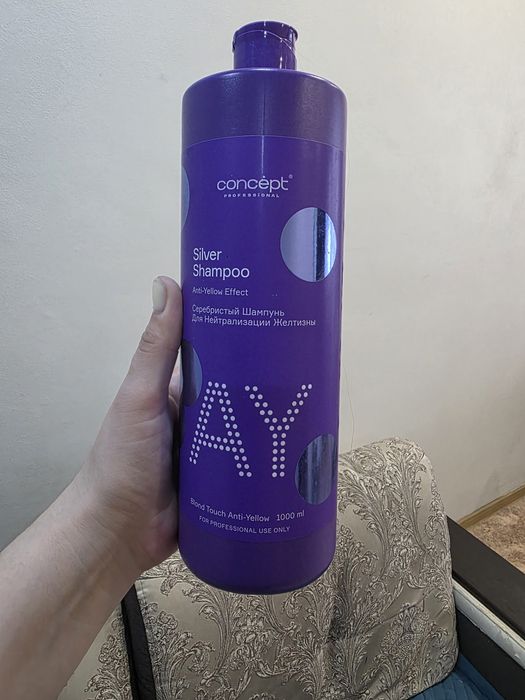 concept®
PROFESSIONAL
Silver
Shampoo
Anti-Yellow Effect
Серебристый Шампунь
Для Нейтрализации Желтизны
AY
Blond Touch Anti-Yellow 1000 ml
FOR PROFESSIONAL USE ONLY